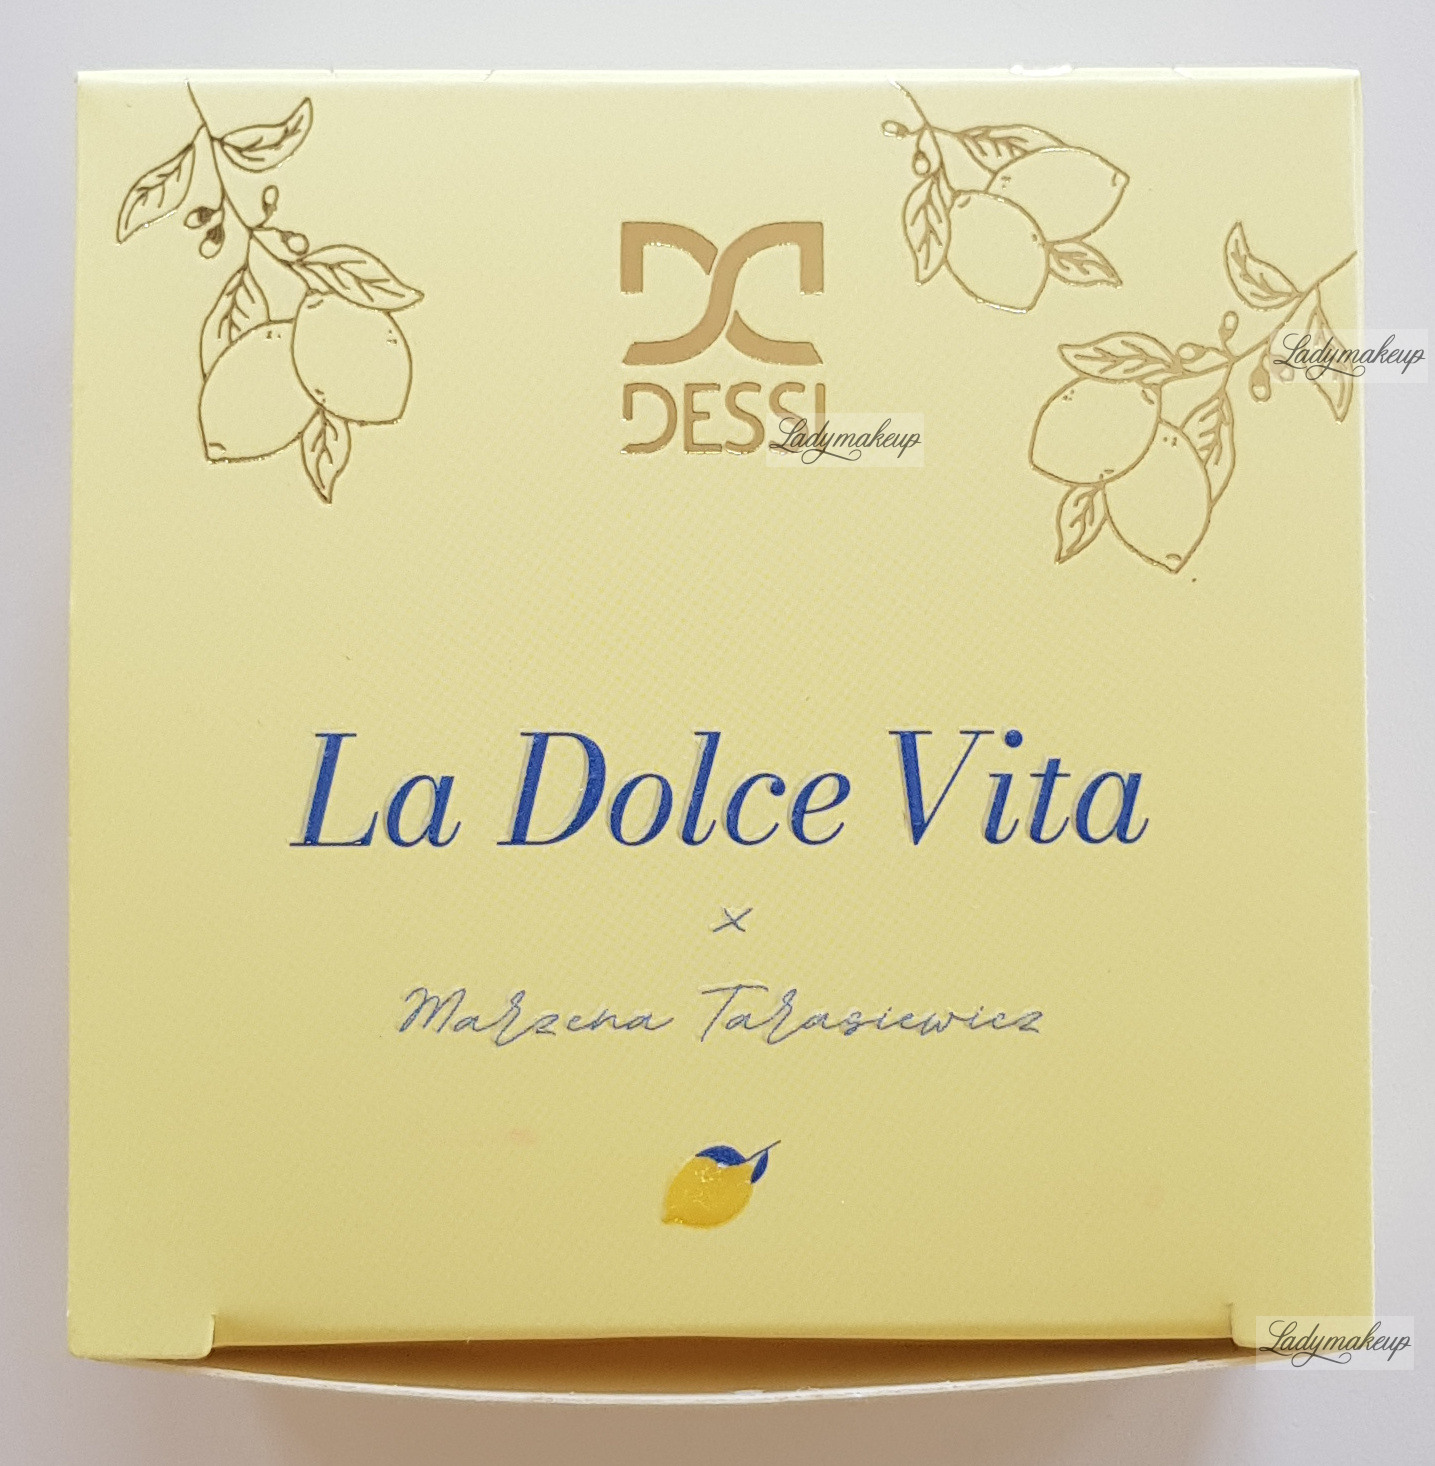 Ladymakeup
DESSI
Ladymakeup
La Dolce Vita
x
Marzena Tarasiewicz
Ladymakeup